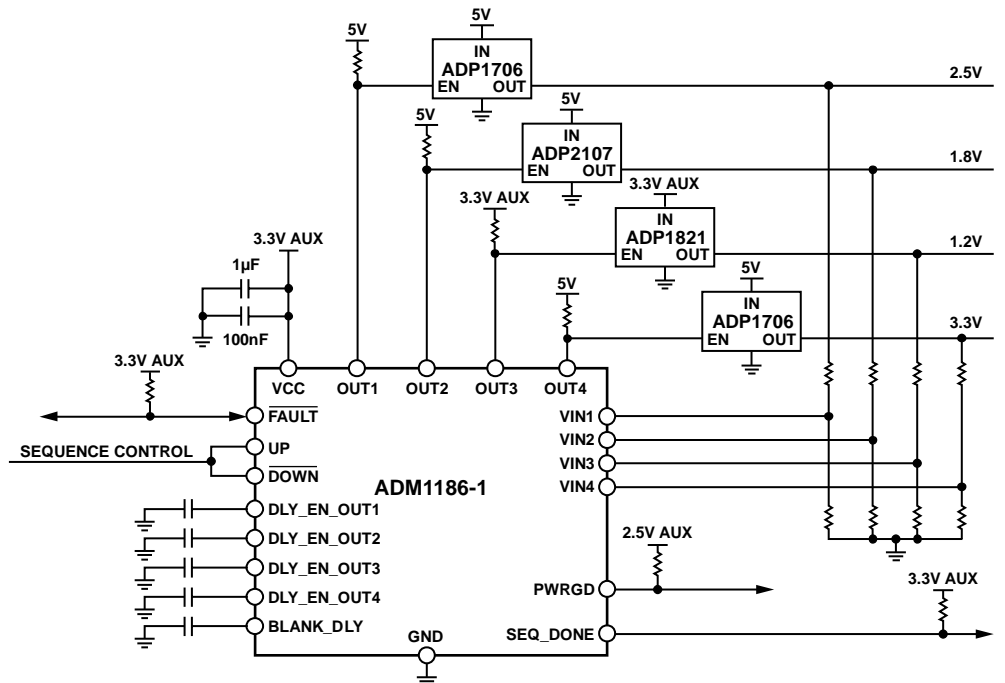 5V
5V
IN
ADP1706
EN OUT
2.5V
5V
5V
IN
ADP2107
EN OUT
1.8V
3.3V AUX
3.3V AUX
IN
ADP1821
EN OUT
1.2V
3.3V AUX
1µF
100nF
5V
5V
IN
ADP1706
EN OUT
3.3V
3.3V AUX
VCC OUT1 OUT2 OUT3 OUT4
FAULT
SEQUENCE CONTROL
UP
DOWN
ADM1186-1
VIN1
VIN2
VIN3
VIN4
DLY_EN_OUT1
DLY_EN_OUT2
DLY_EN_OUT3
DLY_EN_OUT4
BLANK_DLY
2.5V AUX
PWRGD
3.3V AUX
SEQ_DONE
GND